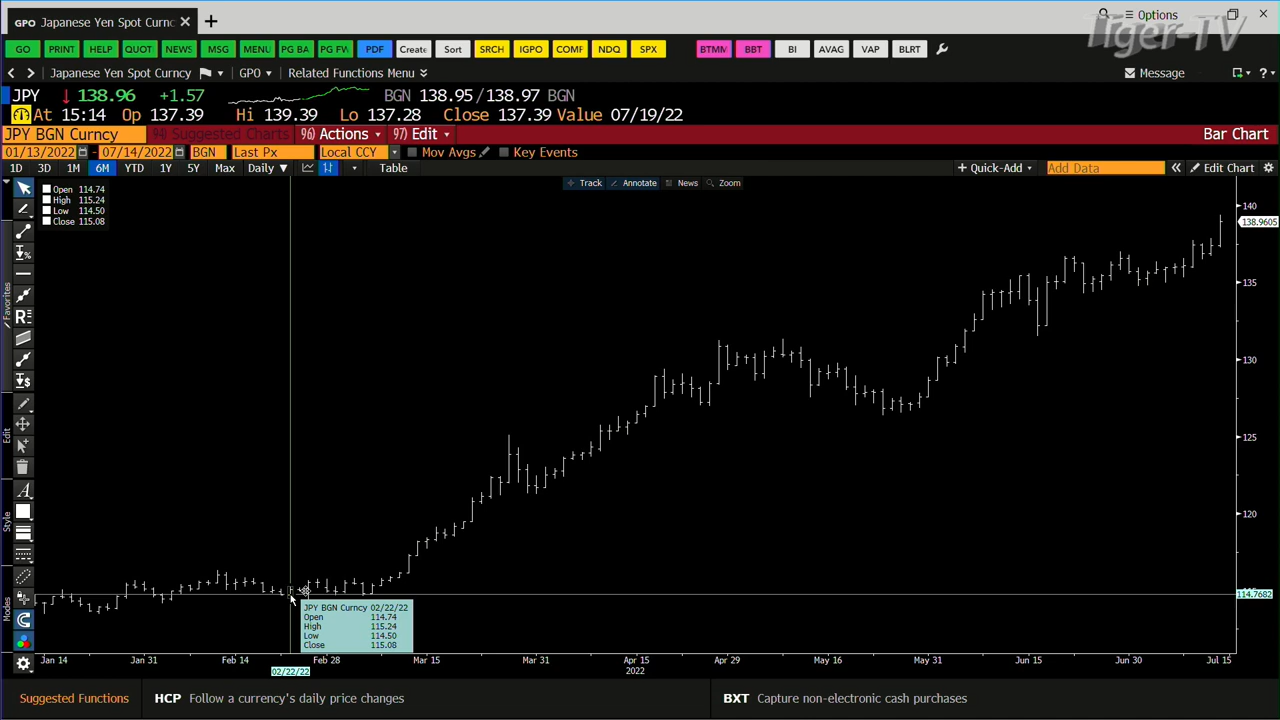 GPO Japanese Yen Spot Curnc
Options
Tiger-TV
GO PRINT HELP QUOT NEWS MSG MENU PG BA PG FW PDF Create Sort SRCH IGPO COMF NDQ SPX BTMM BBT BI AVAG VAP BLRT
Japanese Yen Spot Curncy GPO Related Functions Menu Message ?
JPY 138.96 +1.57 BGN 138.95/138.97 BGN
At 15:14 Op 137.39 Hi 139.39 Lo 137.28 Close 137.39 Value 07/19/22
JPY BGN Curncy 94) Suggested Charts 96) Actions 97) Edit Bar Chart
01/13/2022 - 07/14/2022 BGN Last Px Local CCY Mov Avgs Key Events
1D 3D 1M 6M YTD 1Y 5Y Max Daily Table + Quick-Add Add Data Edit Chart
Track Annotate News Zoom
Open 114.74
High 115.24
Low 114.50
Close 115.08
140
138.9605
135
130
125
120
114.7682
Favorites
Edit
Style
Modes
JPY BGN Curncy 02/22/22
Open 114.74
High 115.24
Low 114.50
Close 115.08
Jan 14 Jan 31 Feb 14 Feb 28 Mar 15 Mar 31 Apr 15 Apr 29 May 16 May 31 Jun 15 Jun 30 Jul 15
02/22/22
2022
Suggested Functions HCP Follow a currency's daily price changes BXT Capture non-electronic cash purchases